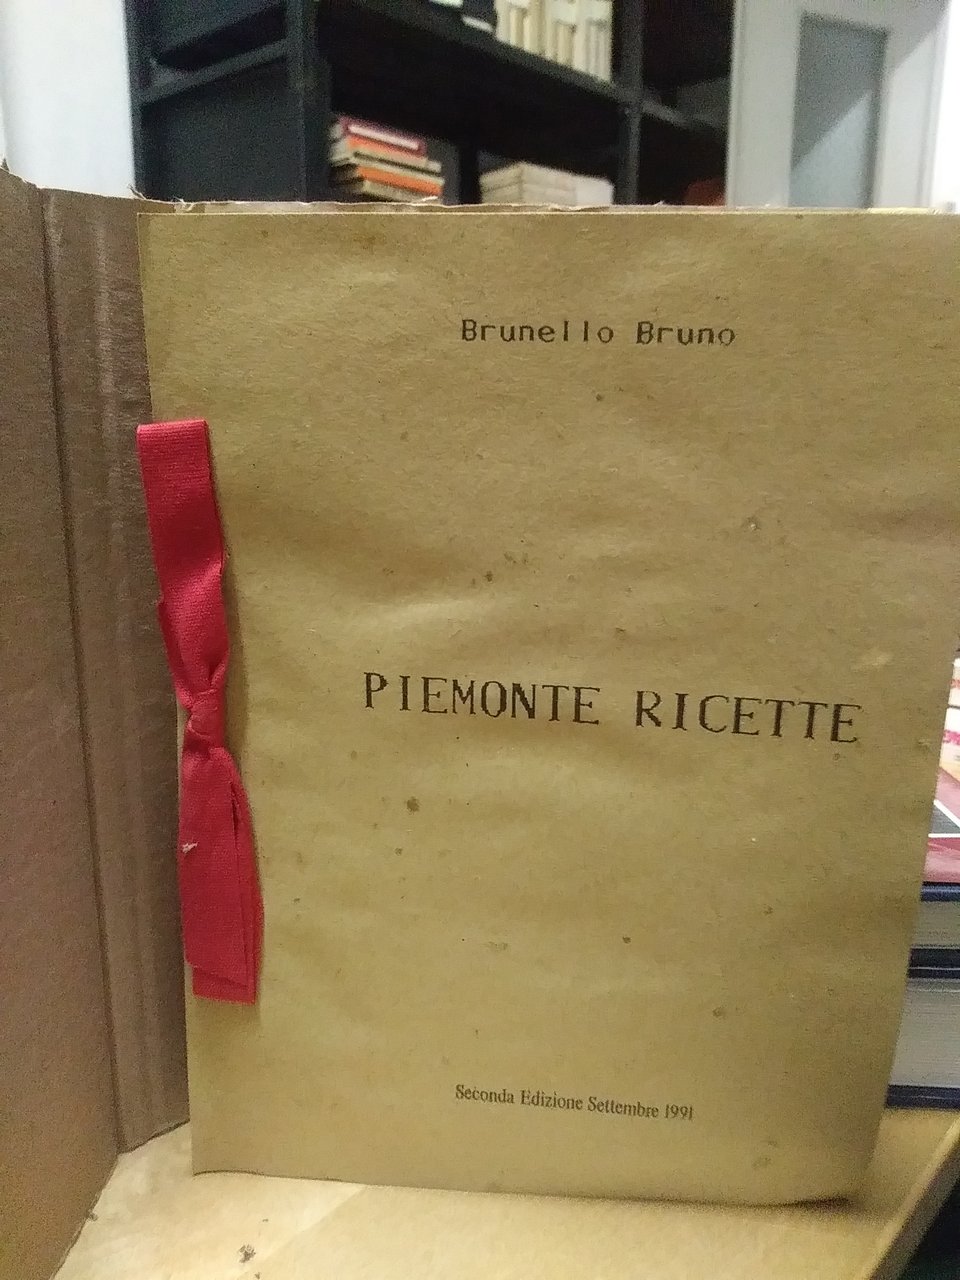 Brunello Bruno
PIEMONTE RICETTE
Seconda Edizione Settembre 1991